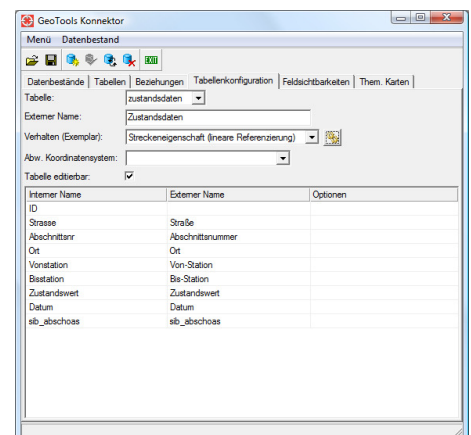 GeoTools Konnektor
Menü Datenbestand
EXIT
Datenbestände Tabellen Beziehungen Tabellenkonfiguration Feldsichtbarkeiten Them. Karten
Tabelle: zustandsdaten
Externer Name: Zustandsdaten
Verhalten (Exemplar): Streckeneigenschaft (lineare Referenzierung)
Abw. Koordinatensystem:
Tabelle editierbar:
Interner Name Externer Name Optionen
ID
Strasse Straße
Abschnittsnr Abschnittsnummer
Ort Ort
Vonstation Von-Station
Bisstation Bis-Station
Zustandswert Zustandswert
Datum Datum
sib_abschoas sib_abschoas